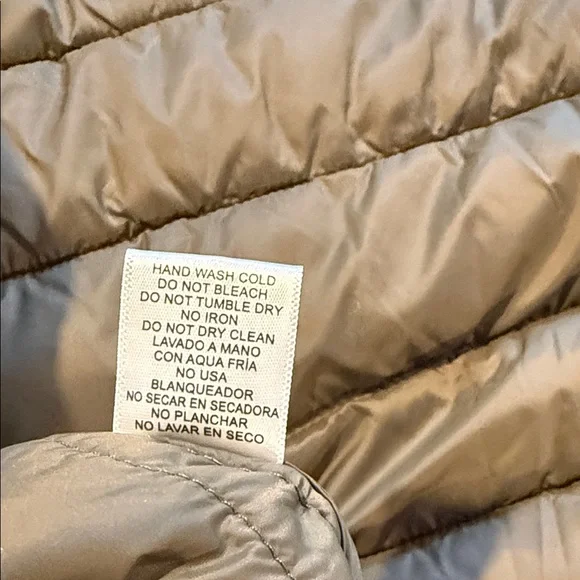 HAND WASH COLD
DO NOT BLEACH
DO NOT TUMBLE DRY
NO IRON
DO NOT DRY CLEAN
LAVADO A MANO
CON AQUA FRÍA
NO USA
BLANQUEADOR
NO SECAR EN SECADORA
NO PLANCHAR
NO LAVAR EN SECO